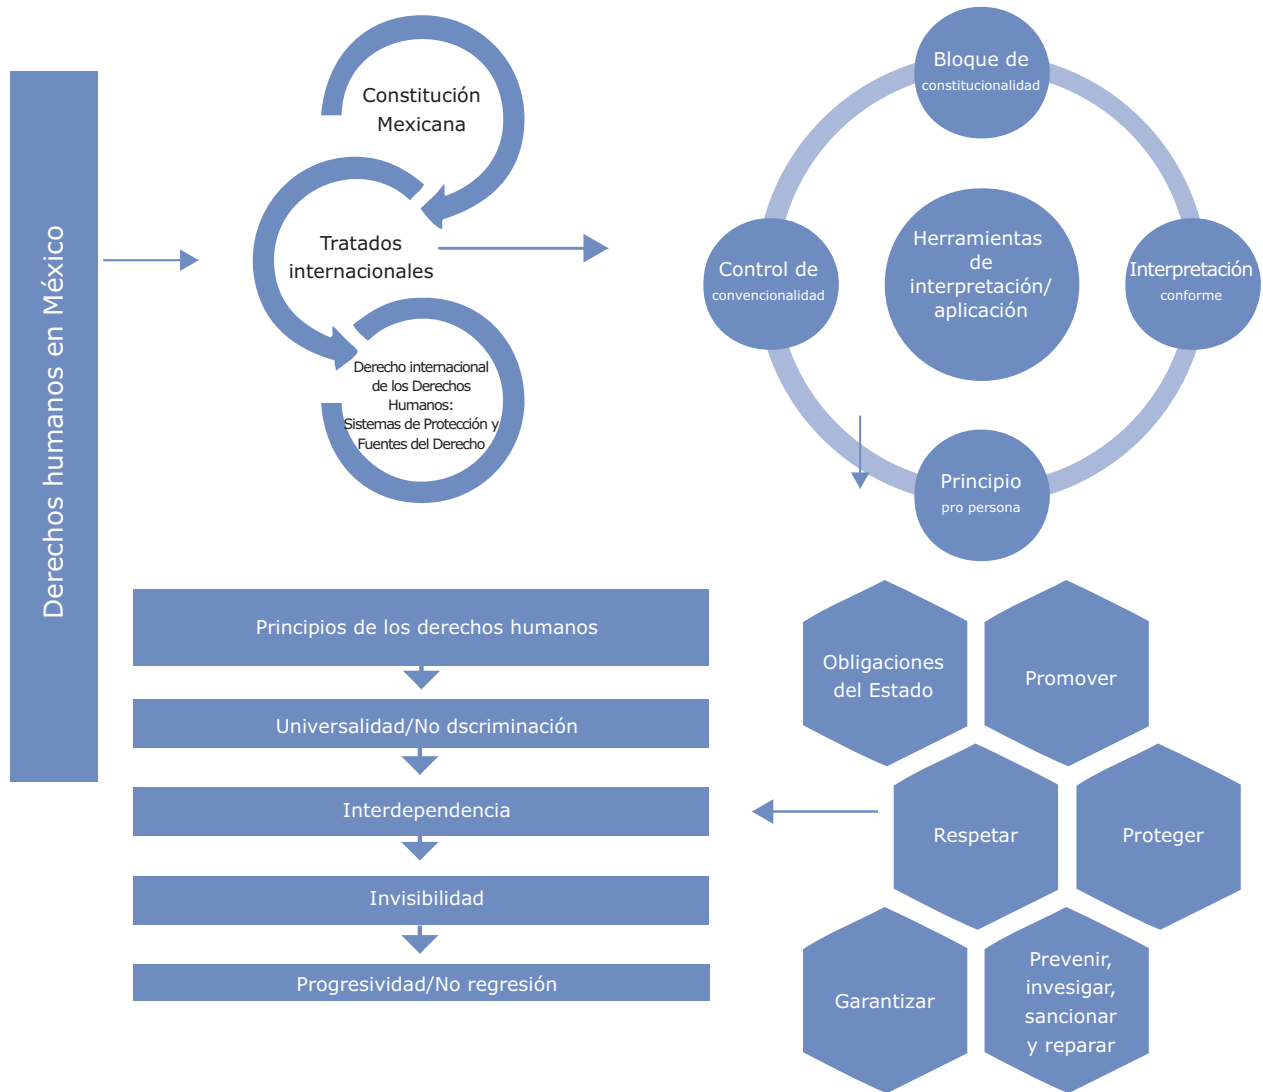 Derechos humanos en México
Constitución
Mexicana
Tratados
internacionales
Derecho internacional
de los Derechos
Humanos:
Sistemas de Protección y
Fuentes del Derecho
Bloque de
constitucionalidad
Control de
convencionalidad
Herramientas
de
interpretación/
aplicación
Interpretación
conforme
Principio
pro persona
Principios de los derechos humanos
Universalidad/No dscriminación
Interdependencia
Invisibilidad
Progresividad/No regresión
Obligaciones
del Estado
Promover
Respetar
Proteger
Garantizar
Prevenir,
invesigar,
sancionar
y reparar